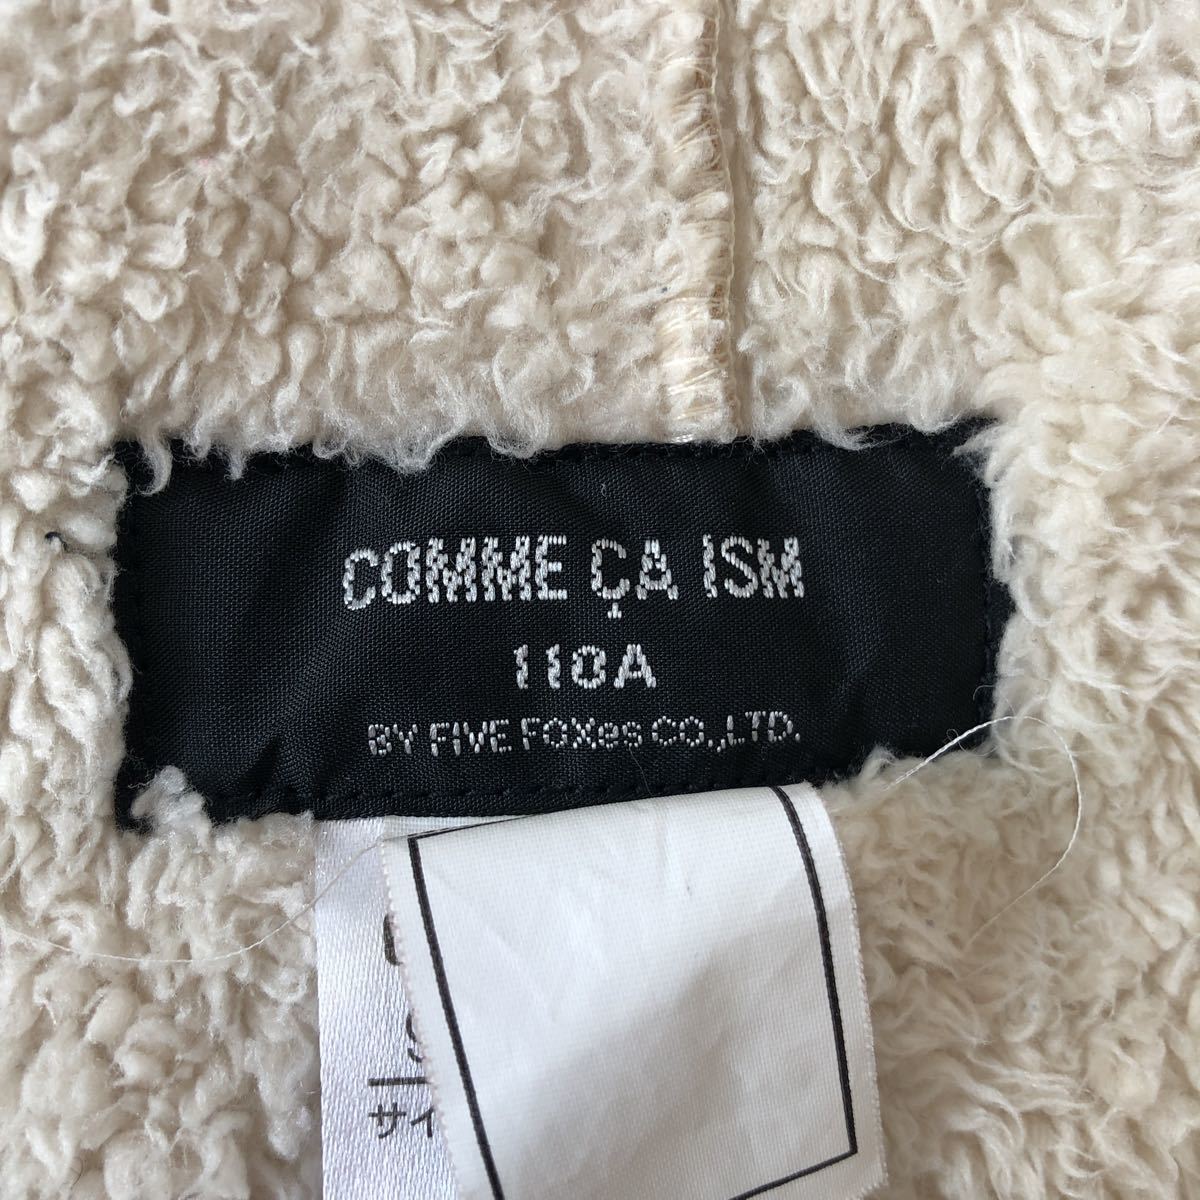 COMME ÇA ISM
110A
BY FIVE FOXes CO.,LTD.
サイ